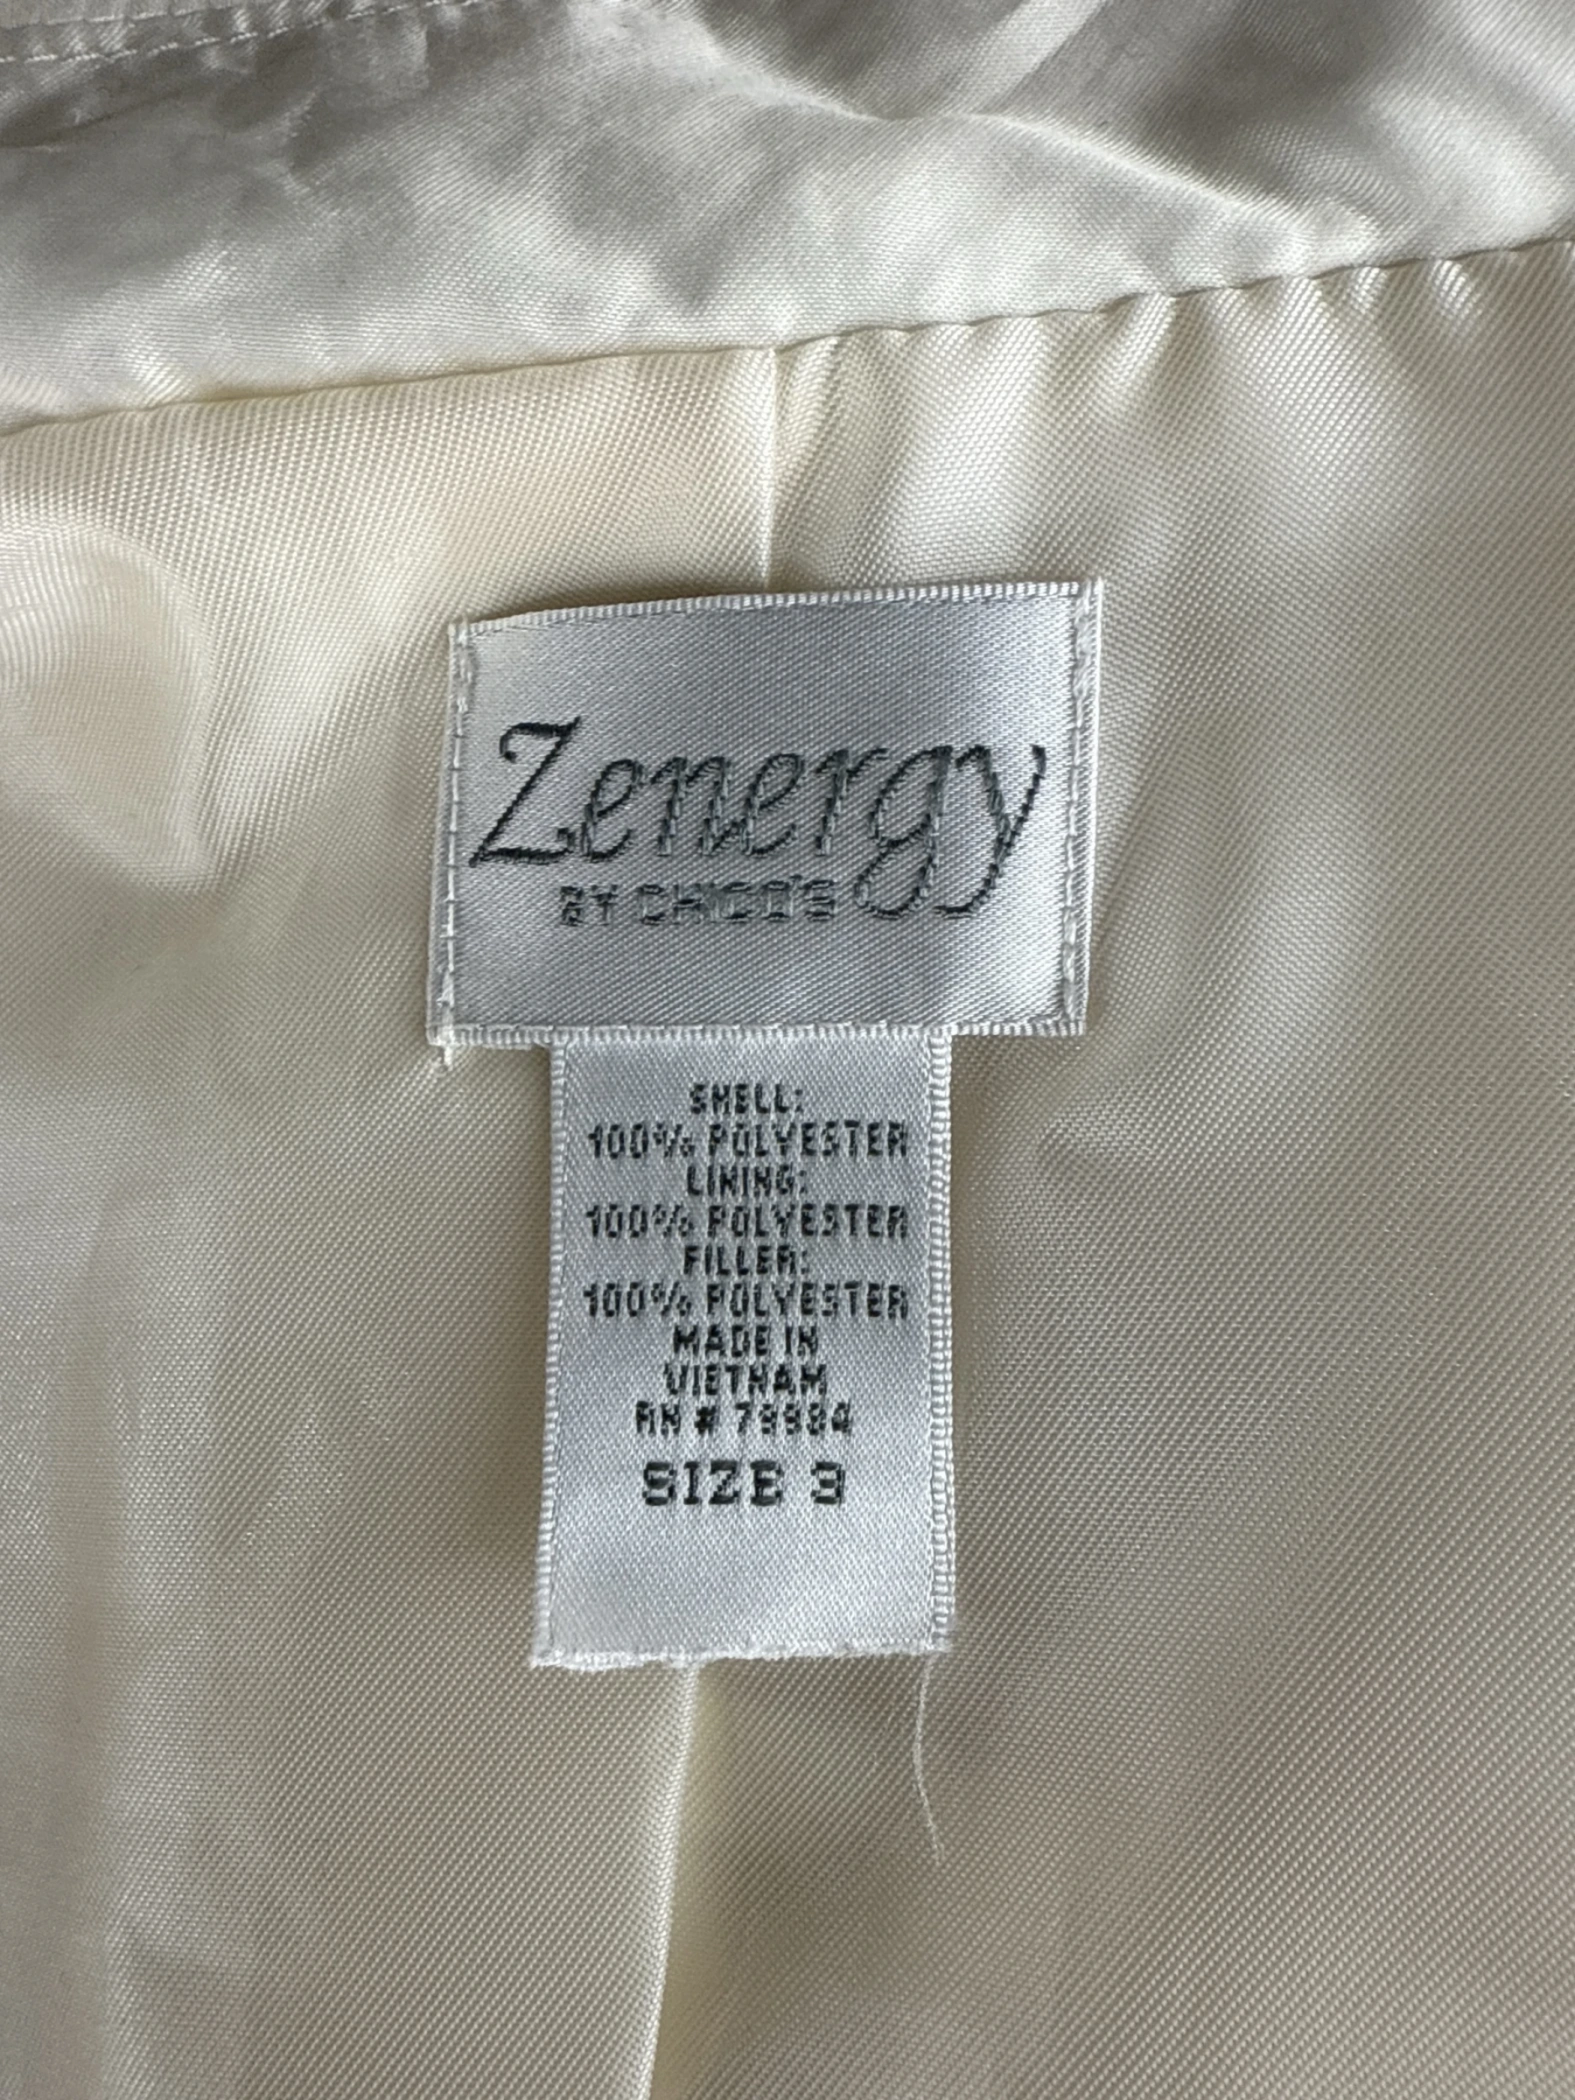 Zenergy
BY CHICO'S
SHELL:
100% POLYESTER
LINING:
100% POLYESTER
FILLER:
100% POLYESTER
MADE IN
VIETNAM
RN # 79984
SIZE 3